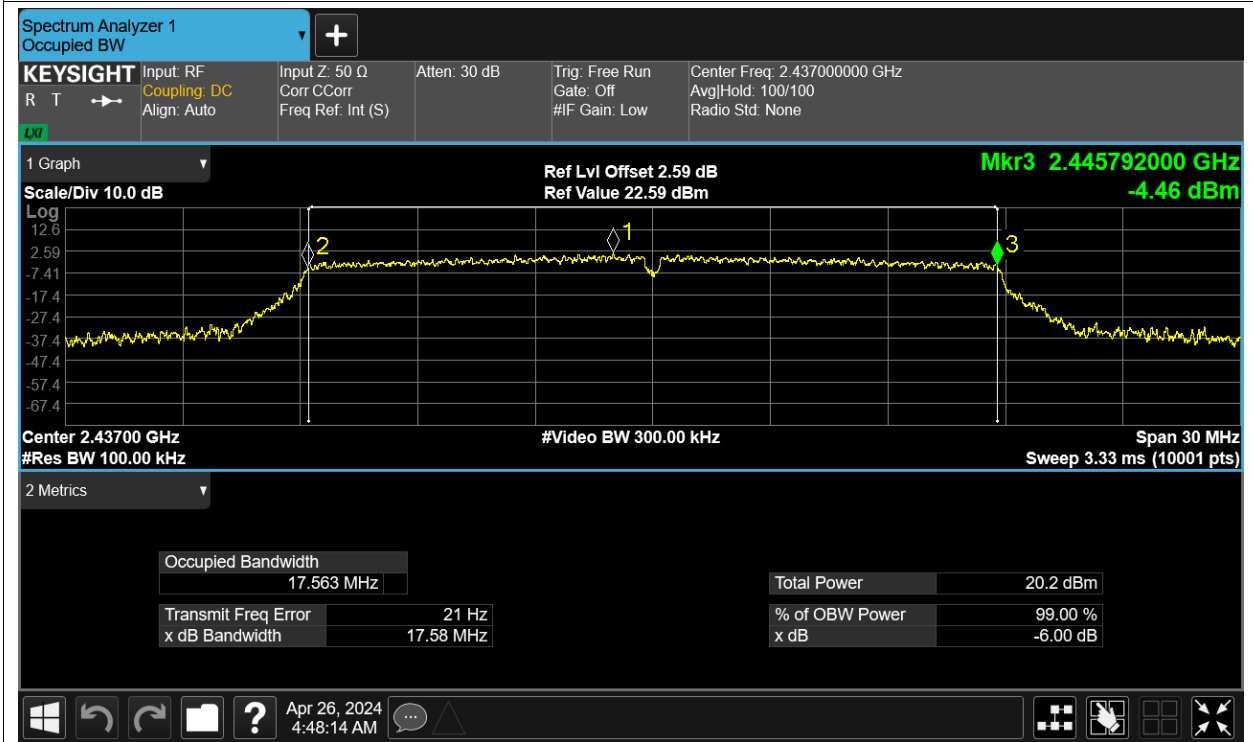 Spectrum Analyzer 1
Occupied BW
KEYSIGHT
R T
LXI
Input: RF
Coupling: DC
Align: Auto
Input Z: 50 Ω
Corr CCorr
Freq Ref: Int (S)
Atten: 30 dB
Trig: Free Run
Gate: Off
#IF Gain: Low
Center Freq: 2.437000000 GHz
Avg|Hold: 100/100
Radio Std: None
1 Graph
Scale/Div 10.0 dB
Ref Lvl Offset 2.59 dB
Ref Value 22.59 dBm
Mkr3 2.445792000 GHz
-4.46 dBm
Log
12.6
2.59
-7.41
-17.4
-27.4
-37.4
-47.4
-57.4
-67.4
2
1
3
Center 2.43700 GHz
#Res BW 100.00 kHz
#Video BW 300.00 kHz
Span 30 MHz
Sweep 3.33 ms (10001 pts)
2 Metrics
Occupied Bandwidth
17.563 MHz
Transmit Freq Error 21 Hz
x dB Bandwidth 17.58 MHz
Total Power 20.2 dBm
% of OBW Power 99.00 %
x dB -6.00 dB
?
Apr 26, 2024
4:48:14 AM